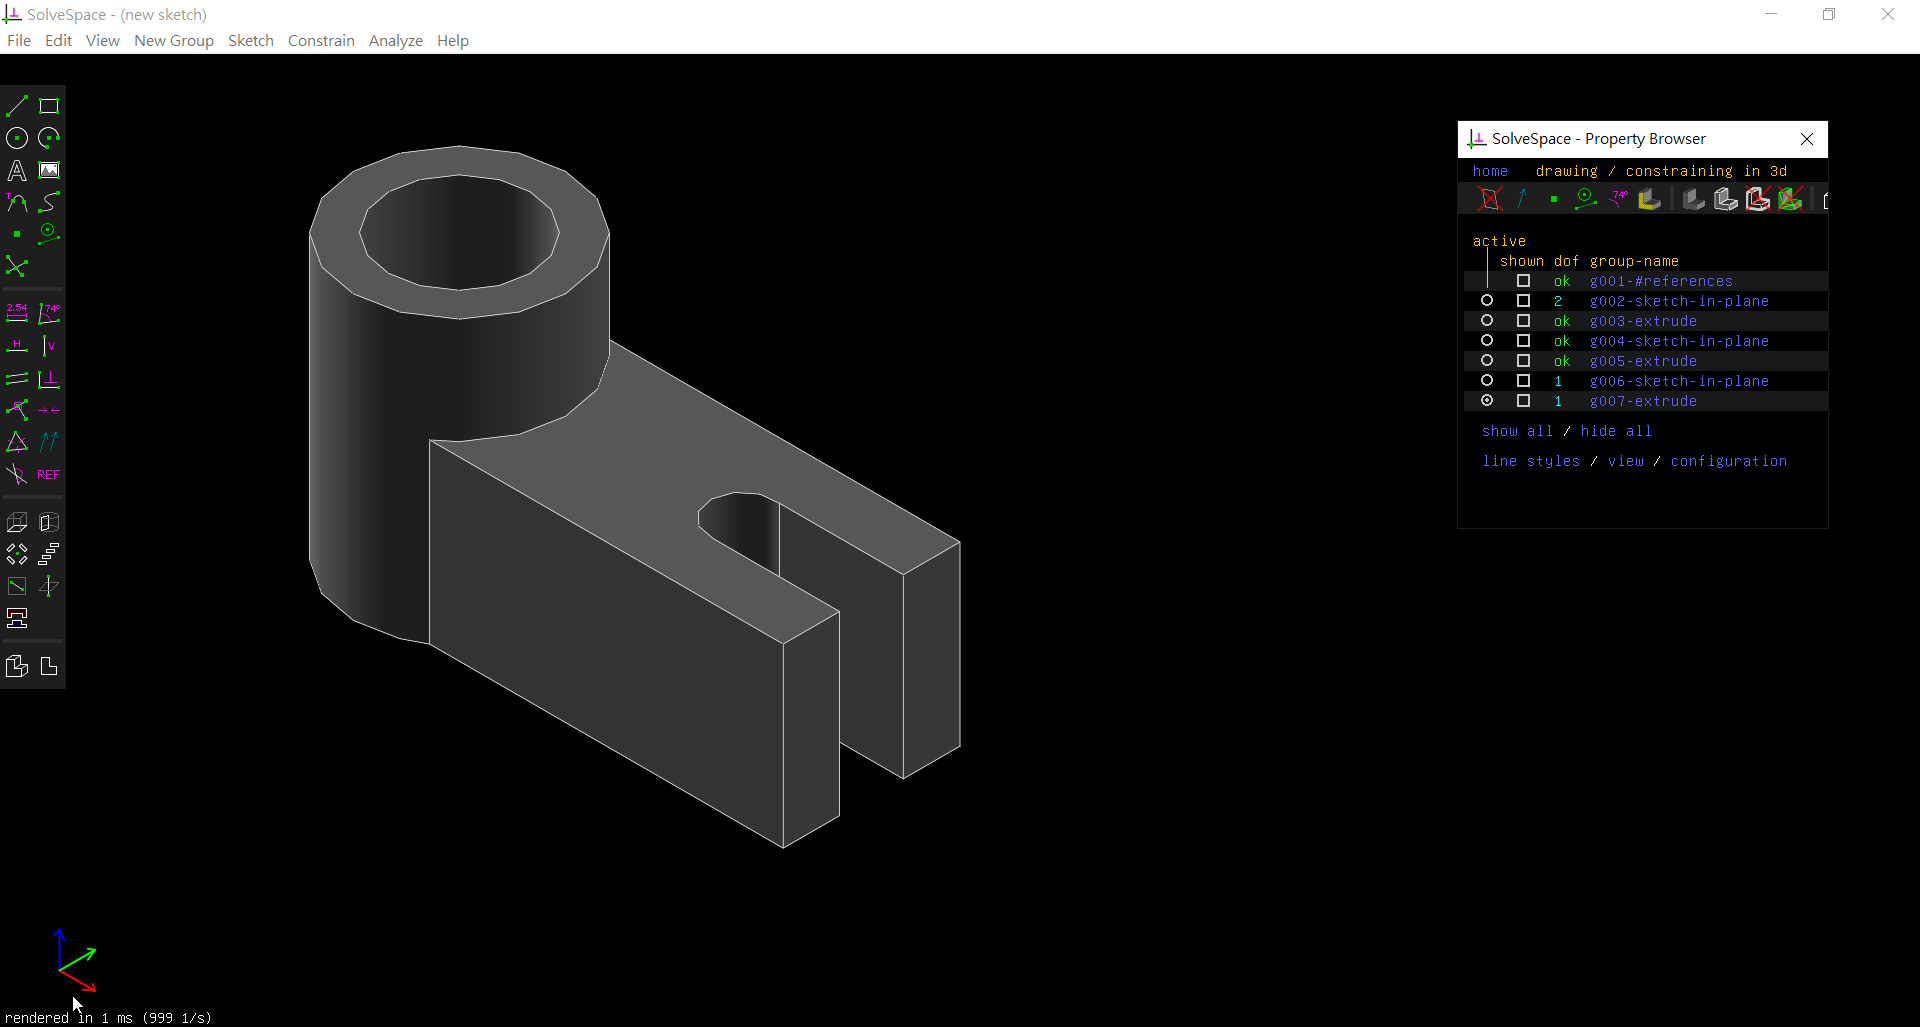 SolveSpace - (new sketch)
File Edit View New Group Sketch Constrain Analyze Help
SolveSpace - Property Browser
home drawing / constraining in 3d
74º
active
shown dof group-name
ok g001-#references
2 g002-sketch-in-plane
ok g003-extrude
ok g004-sketch-in-plane
ok g005-extrude
1 g006-sketch-in-plane
1 g007-extrude
show all / hide all
line styles / view / configuration
2.54 74º
H V
REF
rendered in 1 ms (999 1/s)